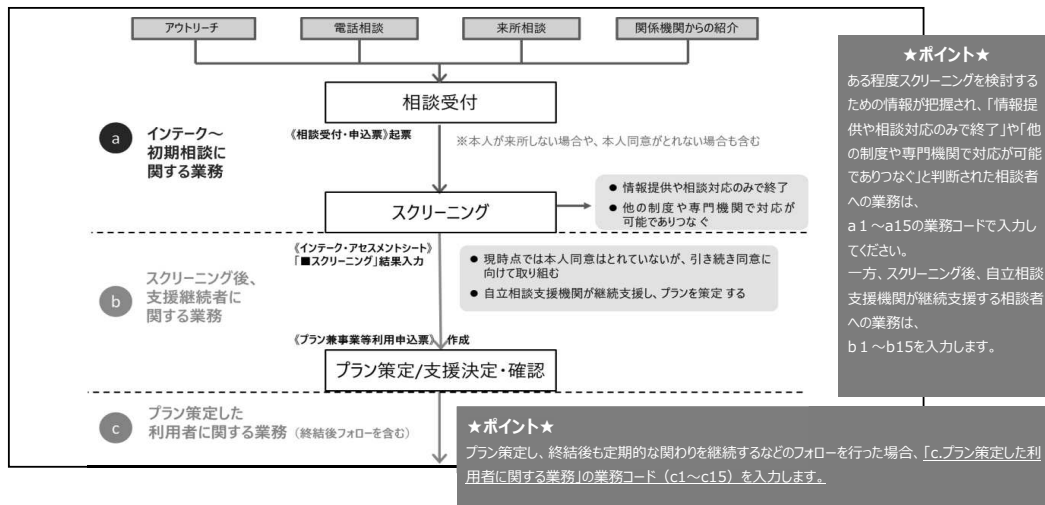 アウトリーチ
電話相談
来所相談
関係機関からの紹介
相談受付
a
インテーク～
初期相談に
関する業務
《相談受付・申込票》起票
※本人が来所しない場合や、本人同意がとれない場合も含む
スクリーニング
● 情報提供や相談対応のみで終了
● 他の制度や専門機関で対応が
可能でありつなぐ
《インテーク・アセスメントシート》
「■スクリーニング」結果入力
b
スクリーニング後、
支援継続者に
関する業務
● 現時点では本人同意はとれていないが、引き続き同意に
向けて取り組む
● 自立相談支援機関が継続支援し、プランを策定 する
《プラン兼事業等利用申込票》 作成
プラン策定/支援決定・確認
c
プラン策定した
利用者に関する業務 （終結後フォローを含む）
★ポイント★
ある程度スクリーニングを検討する
ための情報が把握され、「情報提
供や相談対応のみで終了」や「他
の制度や専門機関で対応が可能
でありつなぐ」と判断された相談者
への業務は、
a１～a15の業務コードで入力し
てください。
一方、スクリーニング後、自立相談
支援機関が継続支援する相談者
への業務は、
b１～b15を入力します。
★ポイント★
プラン策定し、終結後も定期的な関わりを継続するなどのフォローを行った場合、「c.プラン策定した利
用者に関する業務」の業務コード（c1～c15）を入力します。